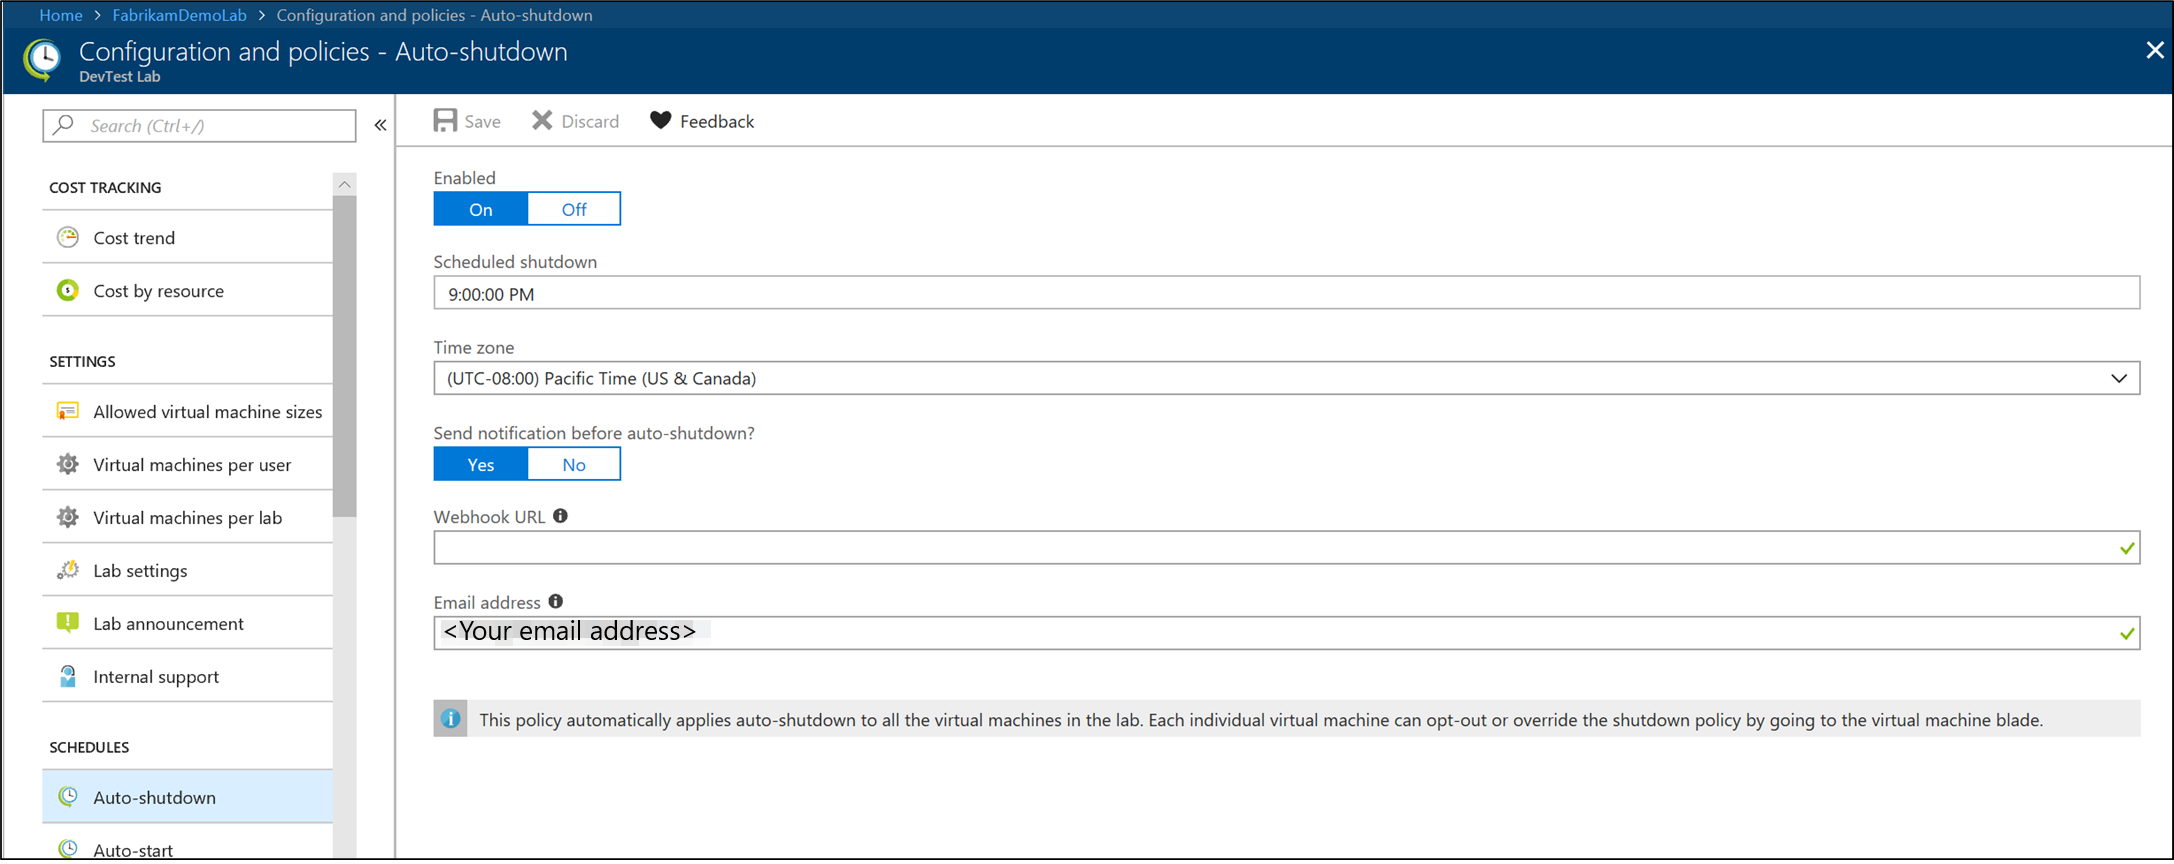 Home > FabrikamDemoLab > Configuration and policies - Auto-shutdown
Configuration and policies - Auto-shutdown
DevTest Lab
Search (Ctrl+/)
COST TRACKING
Cost trend
Cost by resource
SETTINGS
Allowed virtual machine sizes
Virtual machines per user
Virtual machines per lab
Lab settings
Lab announcement
Internal support
SCHEDULES
Auto-shutdown
Auto-start
Save Discard Feedback
Enabled
On Off
Scheduled shutdown
9:00:00 PM
Time zone
(UTC-08:00) Pacific Time (US & Canada)
Send notification before auto-shutdown?
Yes No
Webhook URL
Email address
<Your email address>
This policy automatically applies auto-shutdown to all the virtual machines in the lab. Each individual virtual machine can opt-out or override the shutdown policy by going to the virtual machine blade.